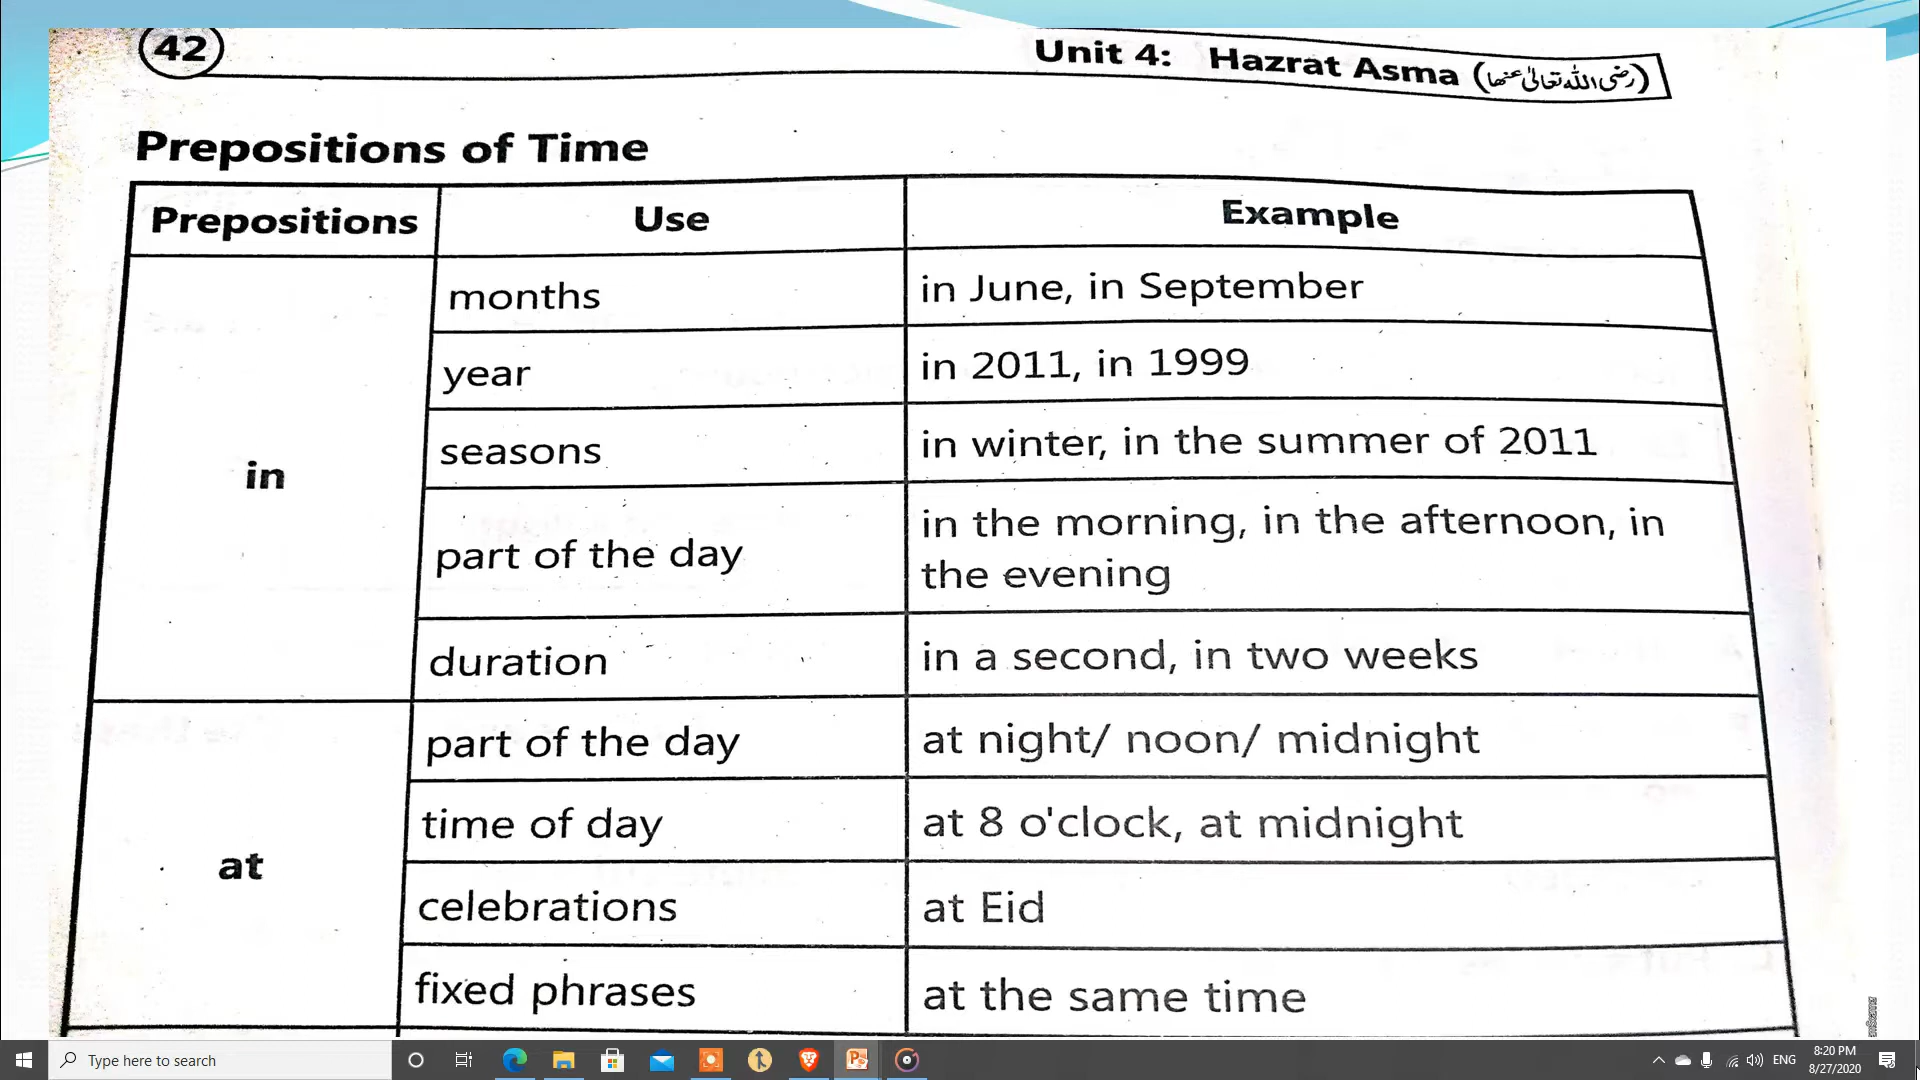 42
Unit 4: Hazrat Asma (رضی اللہ تعالیٰ عنھا)
Prepositions of Time
Prepositions Use Example
in
months in June, in September
year in 2011, in 1999
seasons in winter, in the summer of 2011
part of the day in the morning, in the afternoon, in
the evening
duration in a second, in two weeks
at
part of the day at night/ noon/ midnight
time of day at 8 o'clock, at midnight
celebrations at Eid
fixed phrases at the same time
Type here to search
ENG
8:20 PM
8/27/2020